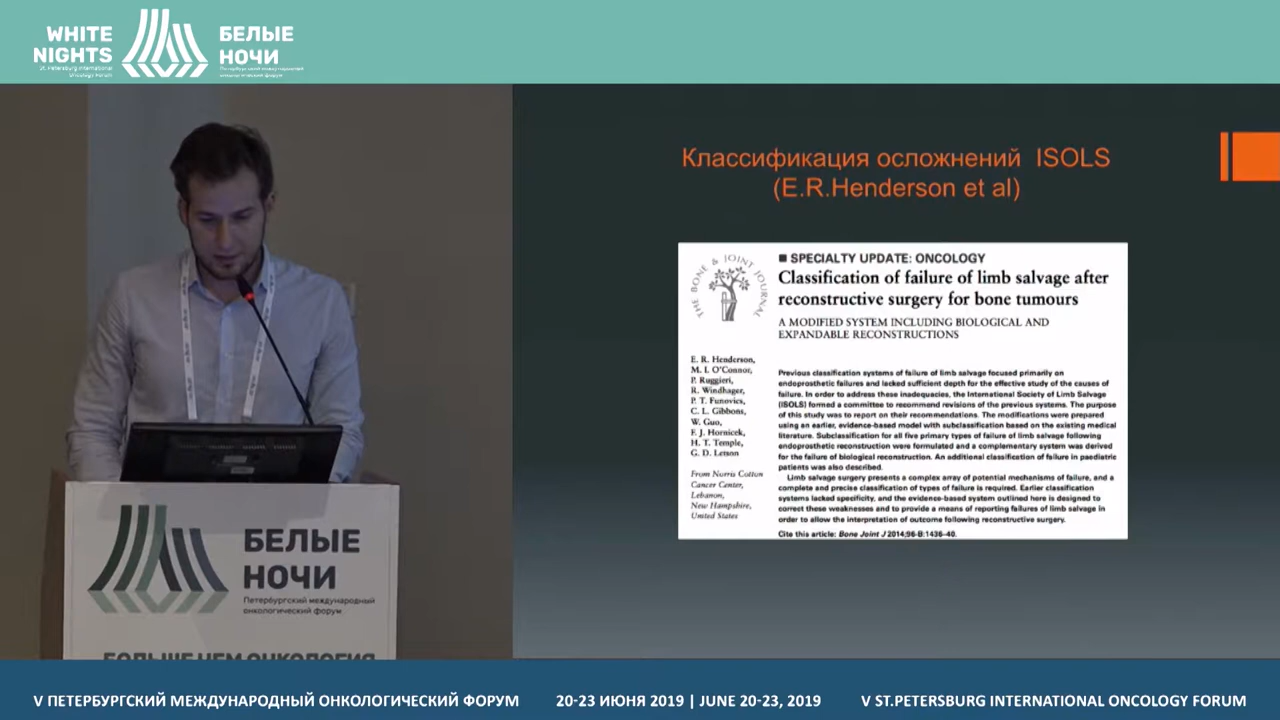 WHITE
NIGHTS
St. Petersburg International
Oncology Forum
БЕЛЫЕ
НОЧИ
Петербургский международный
онкологический форум
Классификация осложнений ISOLS
(E.R.Henderson et al)
THE BONE & JOINT JOURNAL
SPECIALTY UPDATE: ONCOLOGY
Classification of failure of limb salvage after
reconstructive surgery for bone tumours
A MODIFIED SYSTEM INCLUDING BIOLOGICAL AND
EXPANDABLE RECONSTRUCTIONS
E. R. Henderson,
M. I. O'Connor,
P. Ruggieri,
R. Windhager,
P. T. Funovics,
C. L. Gibbons,
W. Guo,
F. J. Hornicek,
H. T. Temple,
G. D. Letson
From Norris Cotton
Cancer Center,
Lebanon,
New Hampshire,
United States
Previous classification systems of failure of limb salvage focused primarily on
endoprosthetic failures and lacked sufficient depth for the effective study of the causes of
failure. In order to address these inadequacies, the International Society of Limb Salvage
(ISOLS) formed a committee to recommend revisions of the previous systems. The purpose
of this study was to report on their recommendations. The modifications were prepared
using an earlier, evidence-based model with subclassification based on the existing medical
literature. Subclassification for all five primary types of failure of limb salvage following
endoprosthetic reconstruction were formulated and a complementary system was derived
for the failure of biological reconstruction. An additional classification of failure in paediatric
patients was also described.
Limb salvage surgery presents a complex array of potential mechanisms of failure, and a
complete and precise classification of types of failure is required. Earlier classification
systems lacked specificity, and the evidence-based system outlined here is designed to
correct these weaknesses and to provide a means of reporting failures of limb salvage in
order to allow the interpretation of outcome following reconstructive surgery.
Cite this article: Bone Joint J 2014;96-B:1436–40.
БЕЛЫЕ
НОЧИ
Петербургский международный
онкологический форум
БОЛЬШЕ ЧЕМ ОНКОЛОГИЯ
V ПЕТЕРБУРГСКИЙ МЕЖДУНАРОДНЫЙ ОНКОЛОГИЧЕСКИЙ ФОРУМ
20-23 ИЮНЯ 2019 | JUNE 20-23, 2019
V ST.PETERSBURG INTERNATIONAL ONCOLOGY FORUM